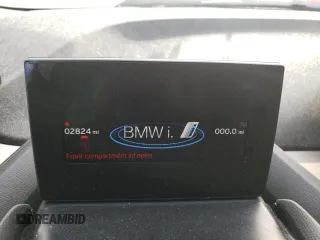 02824 mi BMW i. 000.0 mi
Front compartment lid open
DREAMBID